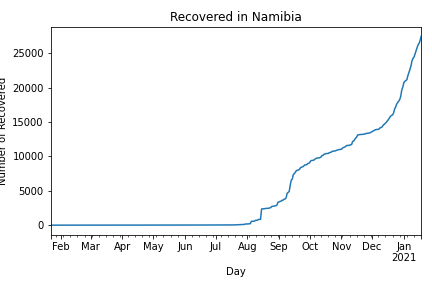 Recovered in Namibia
Number of Recovered
25000
20000
15000
10000
5000
0
Feb Mar Apr May Jun Jul Aug Sep Oct Nov Dec Jan
2021
Day